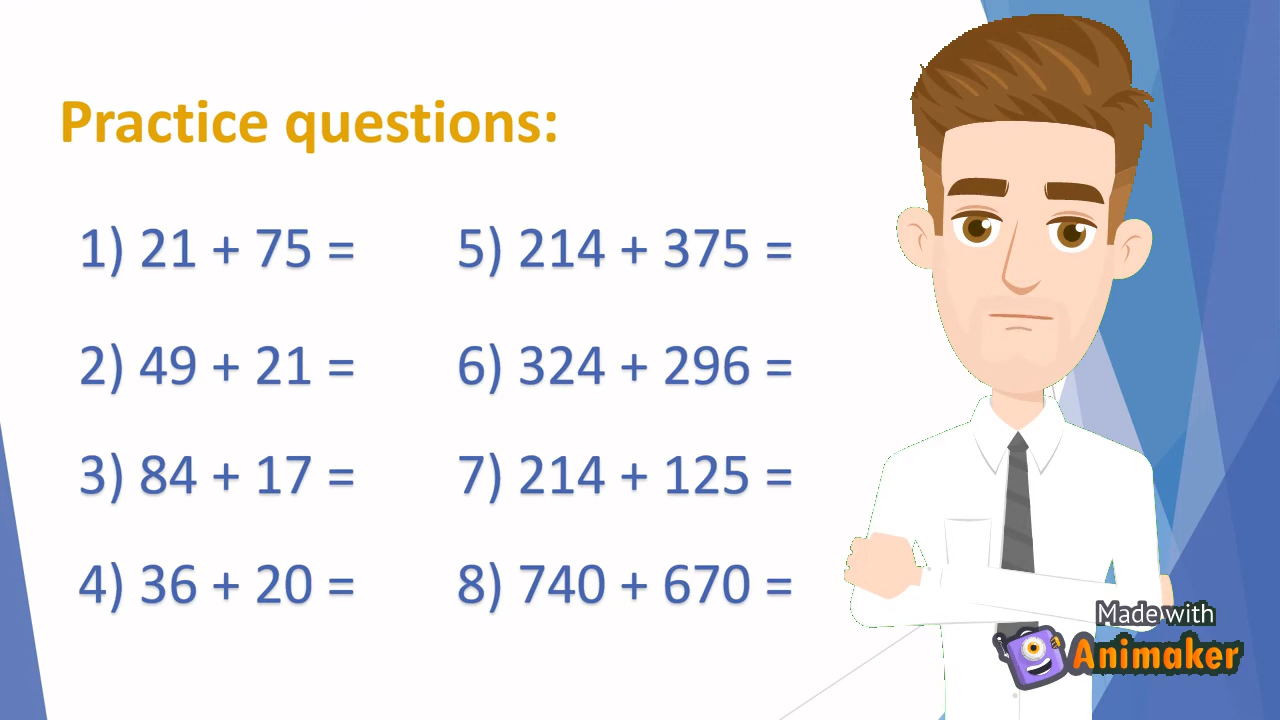 Practice questions:
1) 21 + 75 =
2) 49 + 21 =
3) 84 + 17 =
4) 36 + 20 =
5) 214 + 375 =
6) 324 + 296 =
7) 214 + 125 =
8) 740 + 670 =
Made with
Animaker